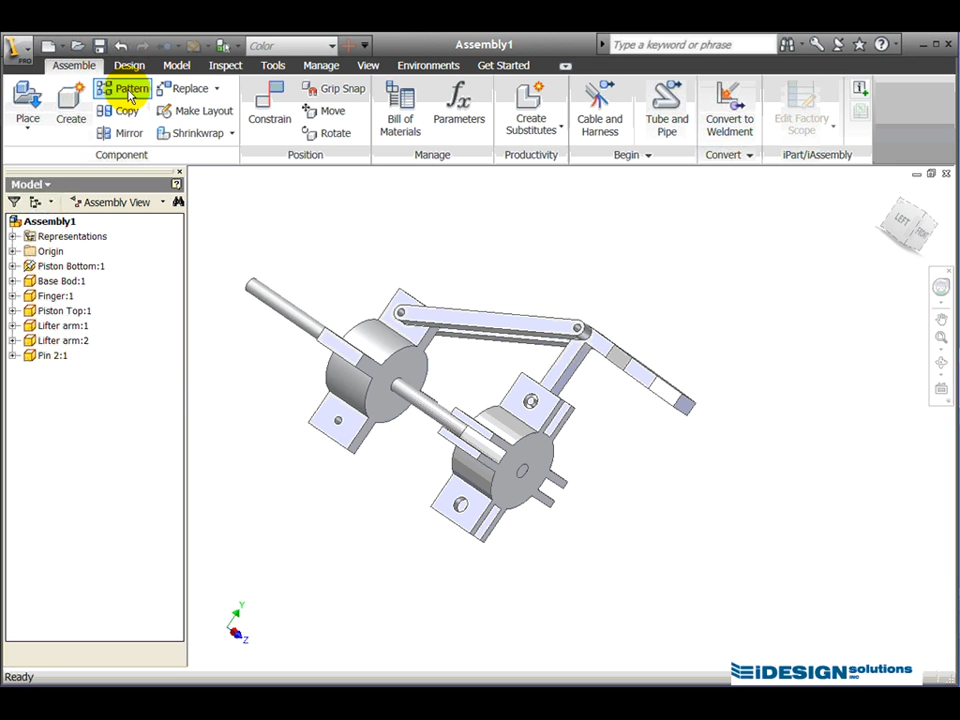 PRO
Color
Assembly1
Type a keyword or phrase
Assemble Design Model Inspect Tools Manage View Environments Get Started
Place
Create
Pattern
Copy
Mirror
Replace
Make Layout
Shrinkwrap
Component
Constrain
Grip Snap
Move
Rotate
Position
Bill of
Materials
Parameters
Manage
Create
Substitutes
Productivity
Cable and
Harness
Tube and
Pipe
Begin
Convert to
Weldment
Convert
Edit Factory
Scope
iPart/iAssembly
Model
Assembly View
Assembly1
Representations
Origin
Piston Bottom:1
Base Bod:1
Finger:1
Piston Top:1
Lifter arm:1
Lifter arm:2
Pin 2:1
LEFT
Y
Z
Ready
iDESIGN solutions
INC